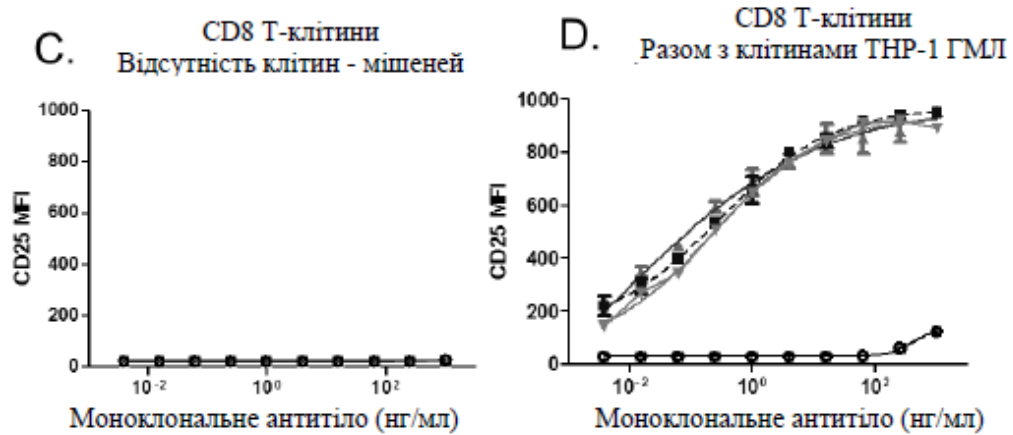 C.
CD8 Т-клітини
Відсутність клітин - мішеней
1000
800
600
400
200
0
CD25 MFI
10⁻²
10⁰
10²
Моноклональне антитіло (нг/мл)
D.
CD8 Т-клітини
Разом з клітинами ТНР-1 ГМЛ
1000
800
600
400
200
0
CD25 MFI
10⁻²
10⁰
10²
Моноклональне антитіло (нг/мл)